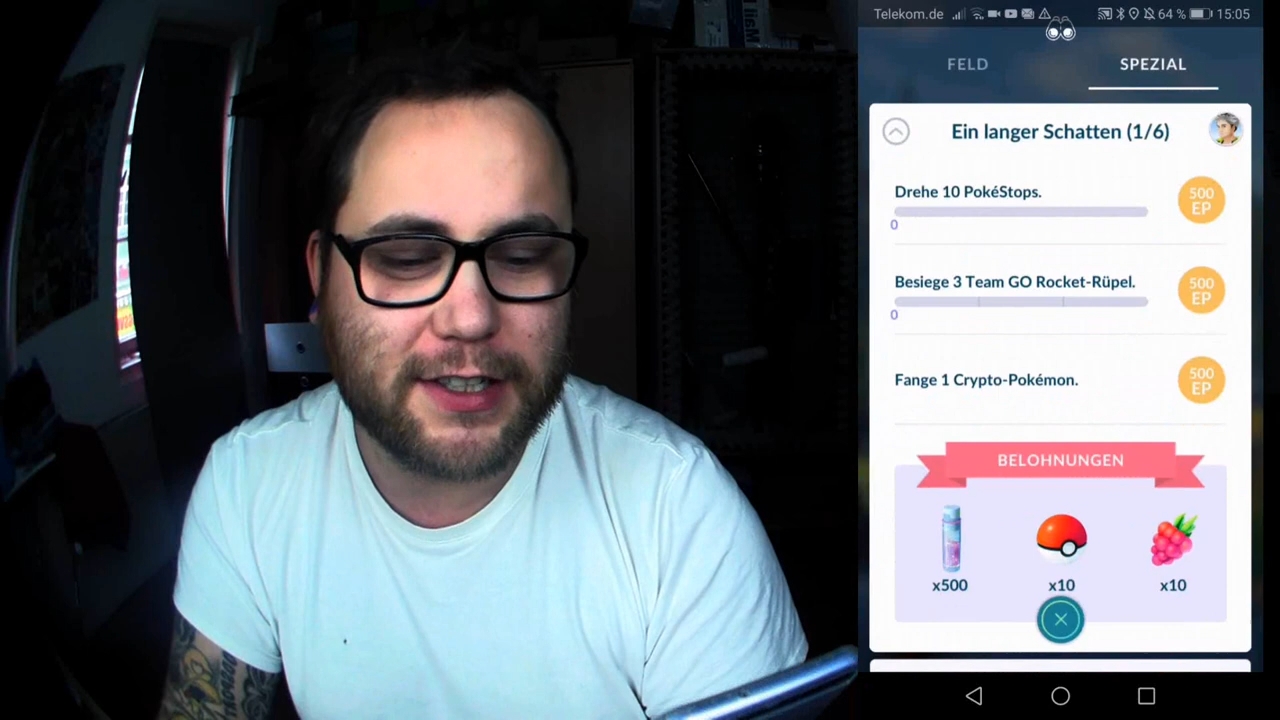 Telekom.de 64 % 15:05
FELD SPEZIAL
Ein langer Schatten (1/6)
Drehe 10 PokéStops.
0
500
EP
Besiege 3 Team GO Rocket-Rüpel.
0
500
EP
Fange 1 Crypto-Pokémon.
500
EP
BELOHNUNGEN
x500 x10 x10